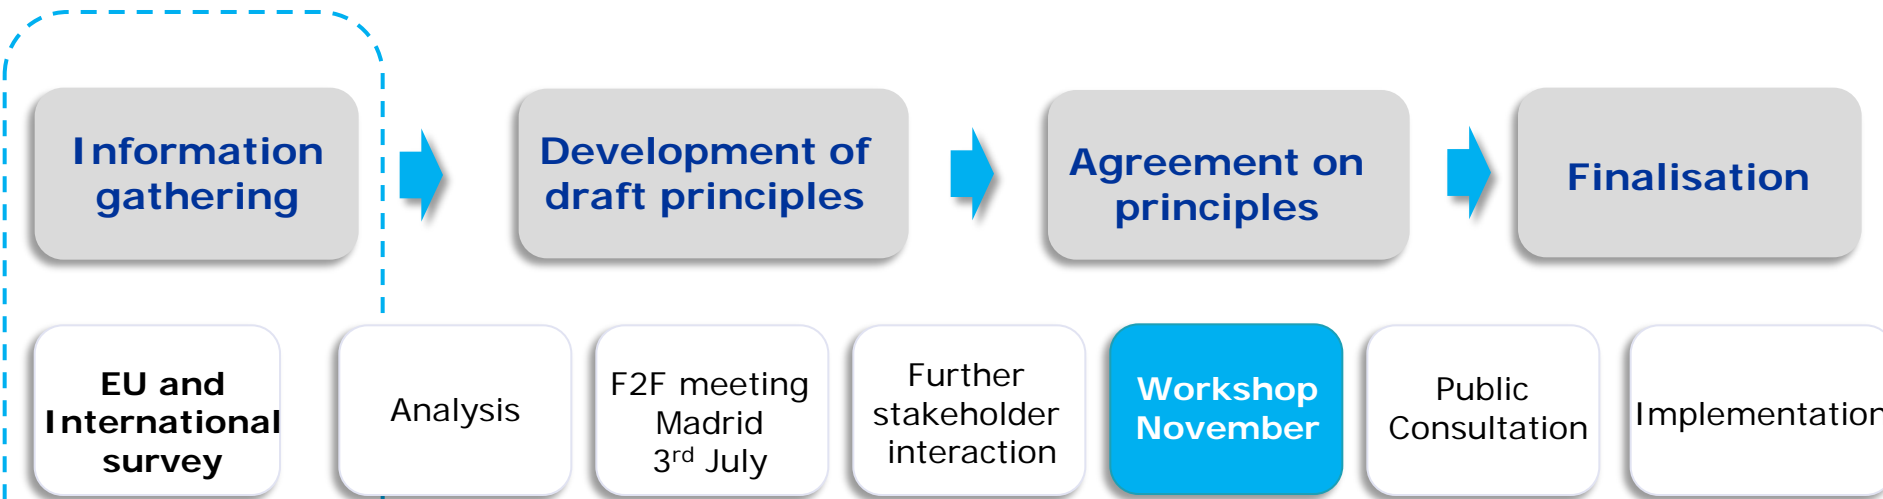 Information
gathering
Development of
draft principles
Agreement on
principles
Finalisation
EU and
International
survey
Analysis
F2F meeting
Madrid
3rd July
Further
stakeholder
interaction
Workshop
November
Public
Consultation
Implementation